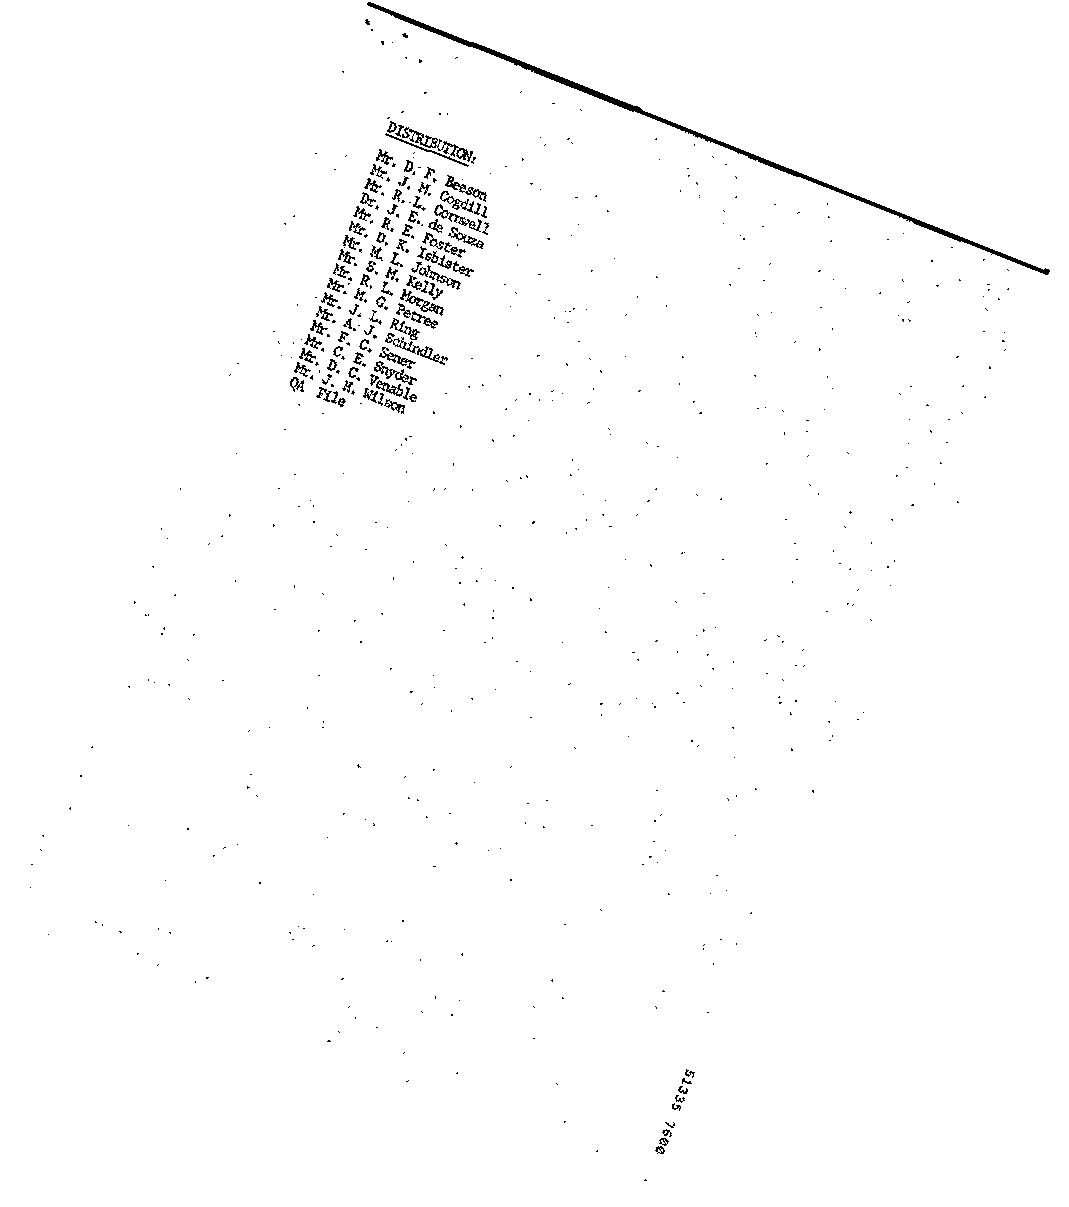 DISTRIBUTION:
Mr. D. F. Beeson
Mr. J. M. Cogdill
Mr. R. L. Cornwell
Dr. J. E. de Souza
Mr. R. E. Foster
Mr. D. K. Isbister
Mr. M. L. Johnson
Mr. S. M. Kelly
Mr. R. L. Morgan
Mr. M. G. Petree
Mr. J. L. Ring
Mr. A. J. Schindler
Mr. F. C. Sener
Mr. C. E. Snyder
Mr. D. C. Venable
Mr. J. H. Wilson
QA File
51335 7600